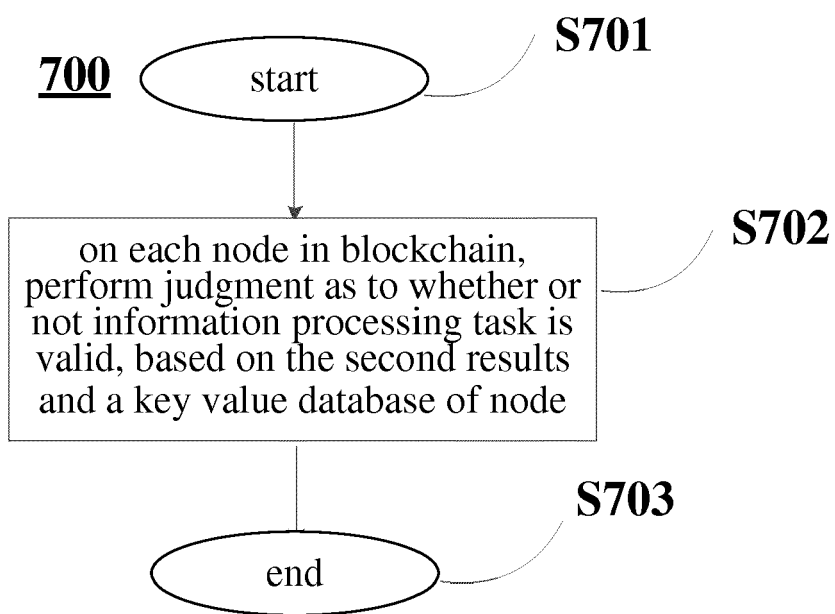 S701
700
start
S702
on each node in blockchain,
perform judgment as to whether or
not information processing task is
valid, based on the second results
and a key value database of node
S703
end